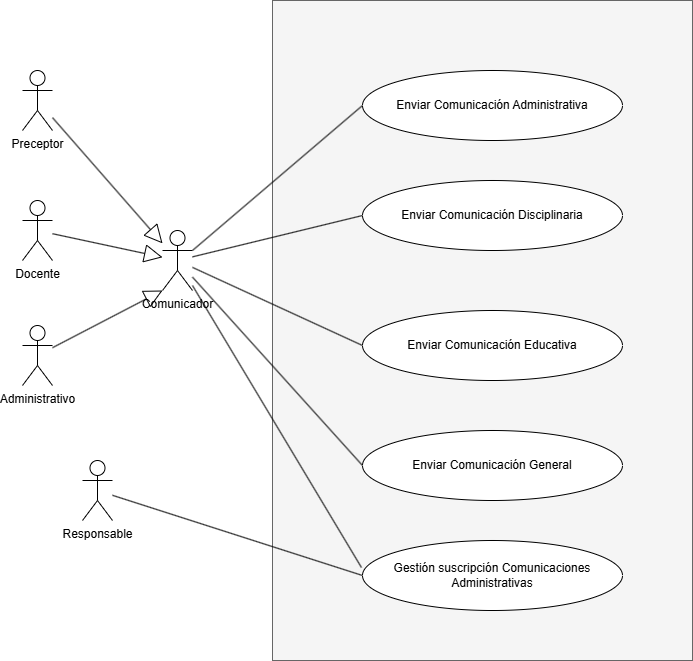 Preceptor
Docente
Comunicador
Administrativo
Responsable
Enviar Comunicación Administrativa
Enviar Comunicación Disciplinaria
Enviar Comunicación Educativa
Enviar Comunicación General
Gestión suscripción Comunicaciones
Administrativas